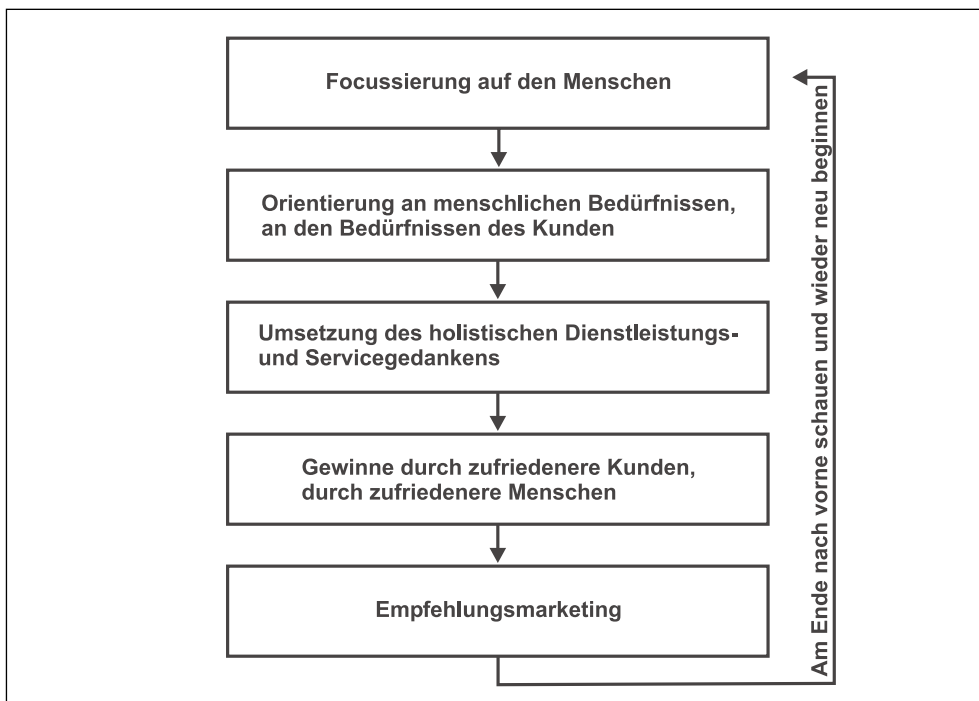 Focussierung auf den Menschen
Orientierung an menschlichen Bedürfnissen,
an den Bedürfnissen des Kunden
Umsetzung des holistischen Dienstleistungs-
und Servicegedankens
Gewinne durch zufriedenere Kunden,
durch zufriedenere Menschen
Empfehlungsmarketing
Am Ende nach vorne schauen und wieder neu beginnen